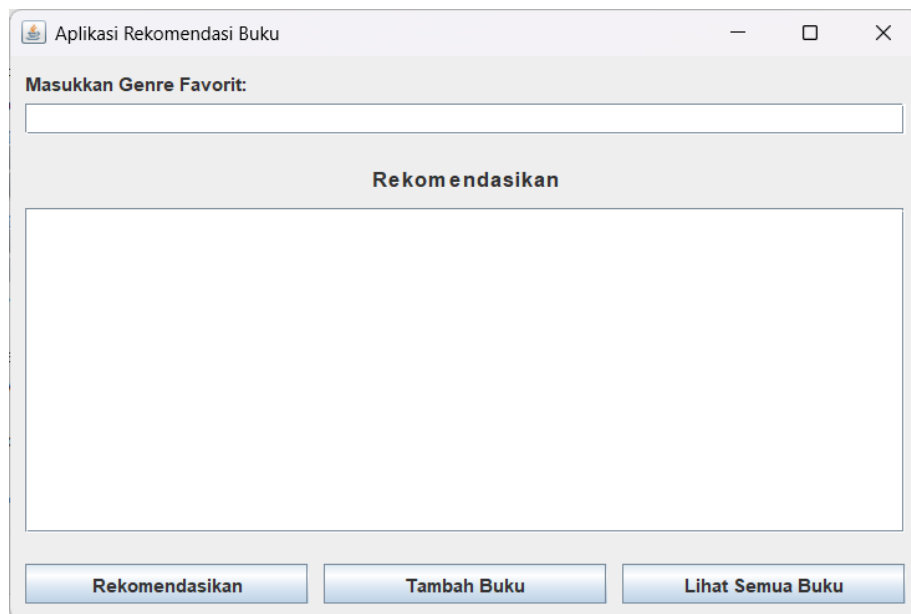 Aplikasi Rekomendasi Buku
Masukkan Genre Favorit:
Rekomendasikan
Rekomendasikan Tambah Buku Lihat Semua Buku